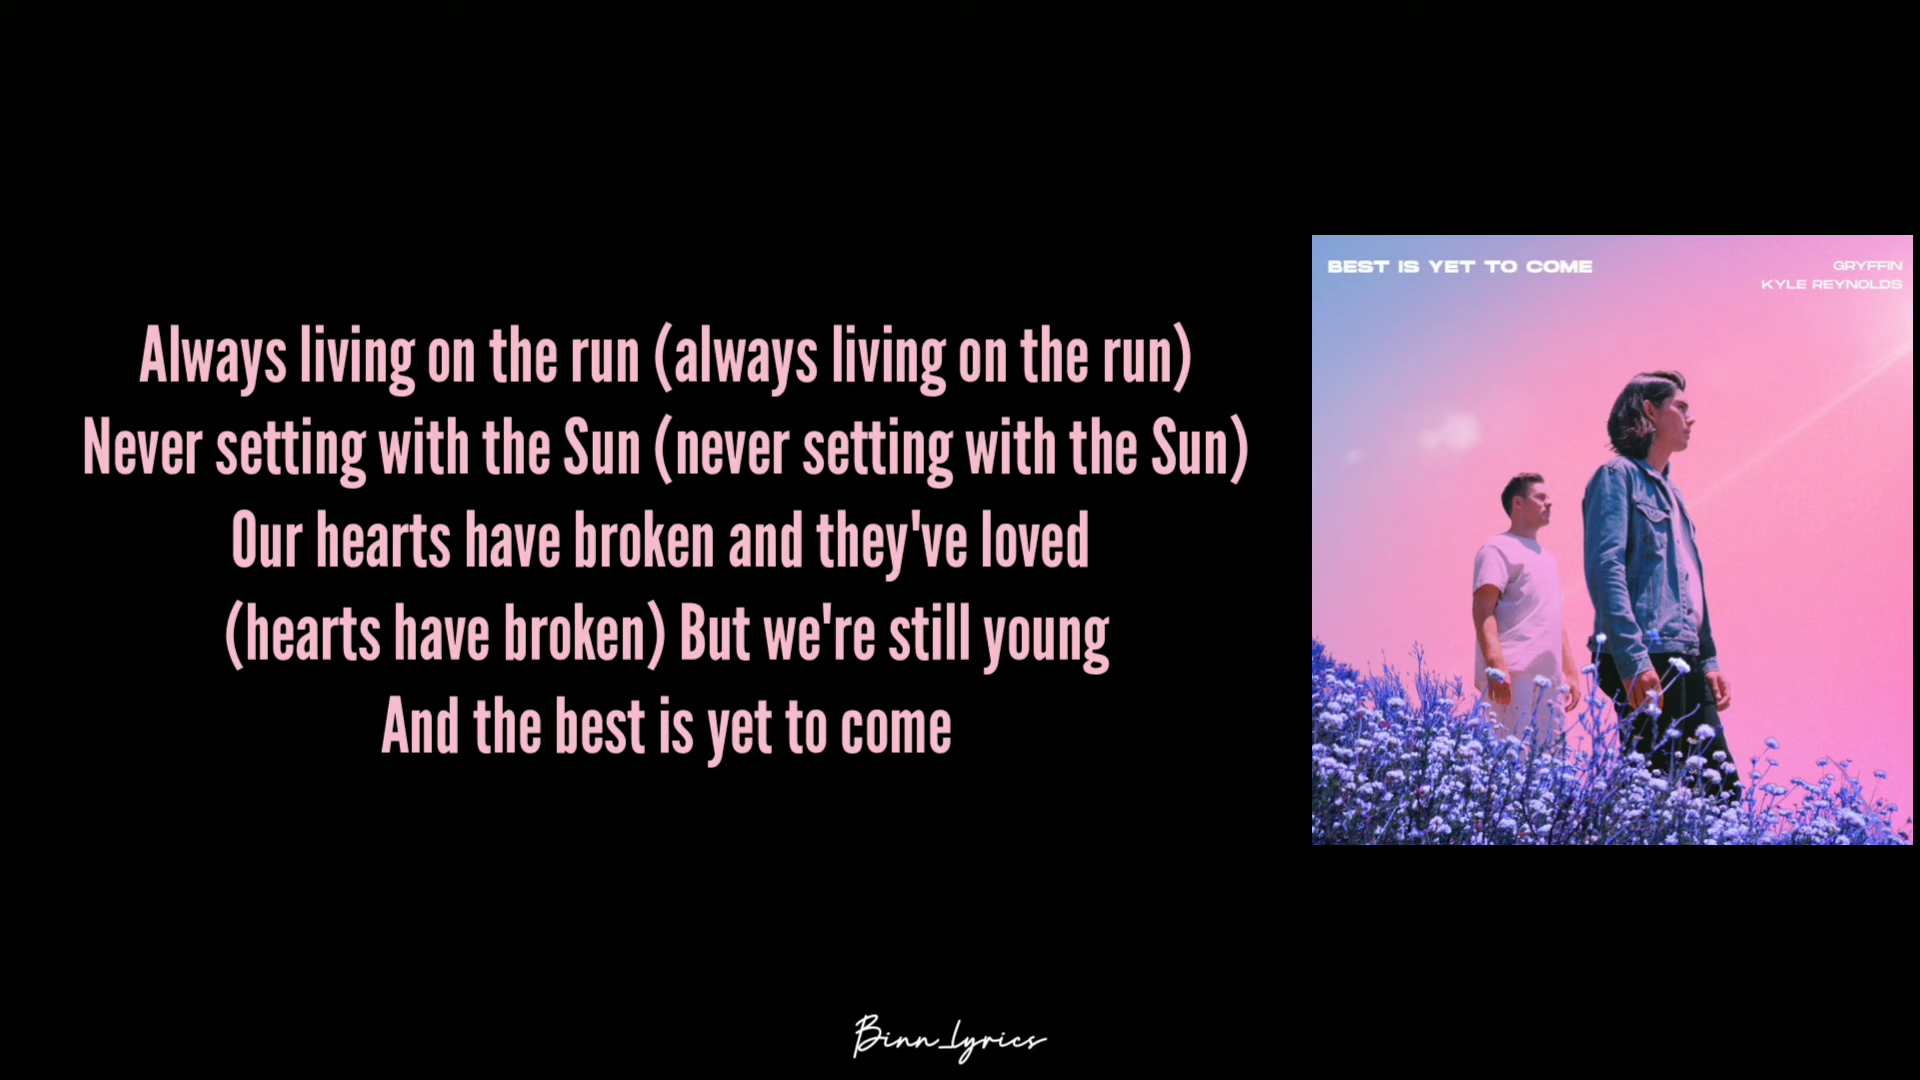 Always living on the run (always living on the run)
Never setting with the Sun (never setting with the Sun)
Our hearts have broken and they've loved
(hearts have broken) But we're still young
And the best is yet to come
BEST IS YET TO COME
GRYFFIN
KYLE REYNOLDS
Binn_lyrics